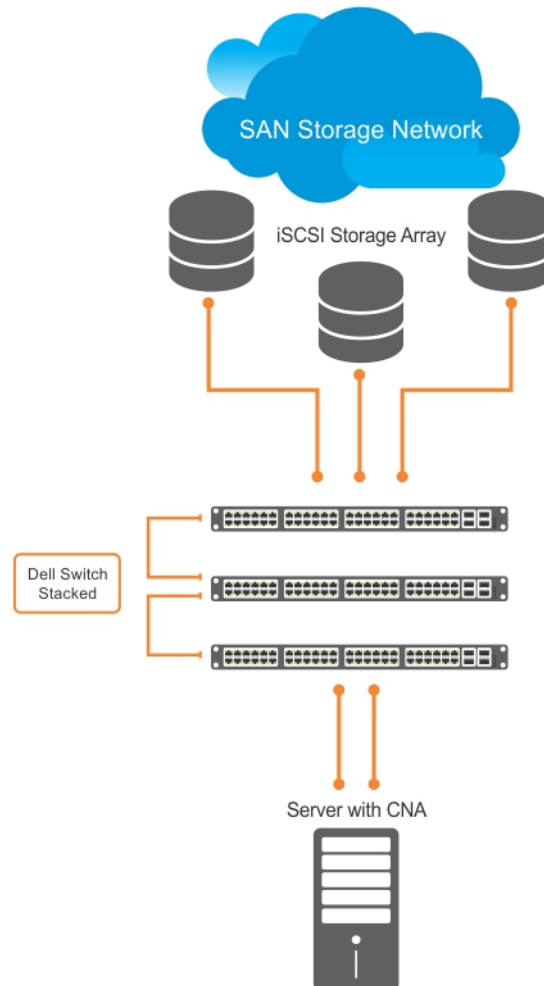 SAN Storage Network
iSCSI Storage Array
Dell Switch
Stacked
Server with CNA